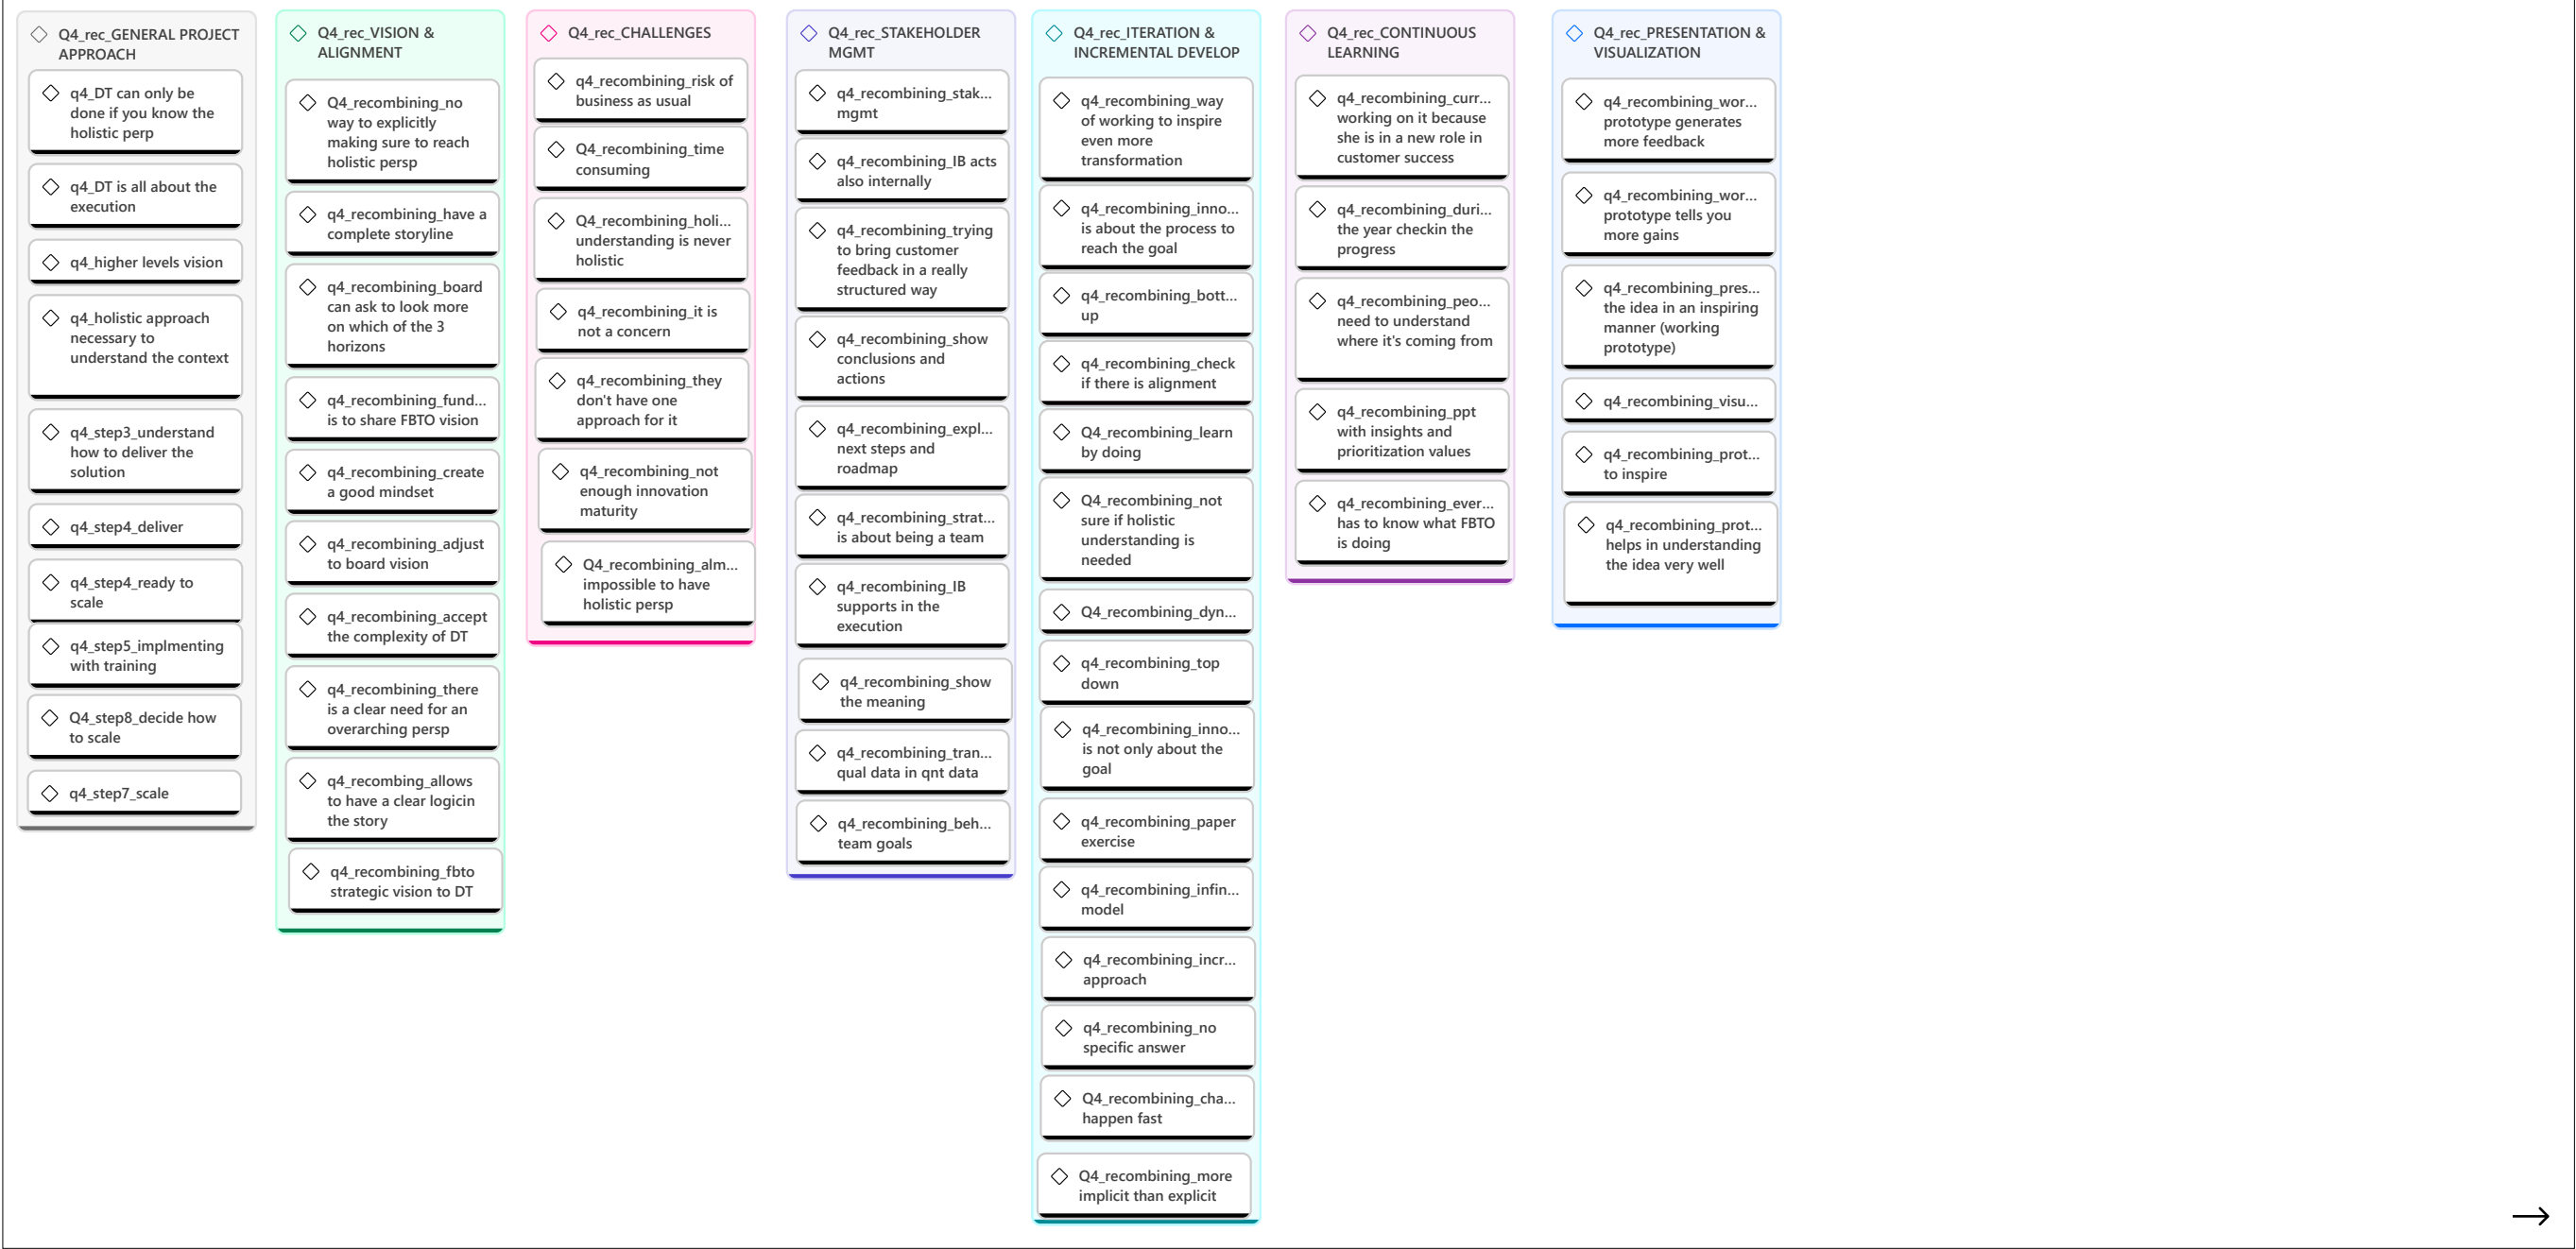 Q4_rec_GENERAL PROJECT
APPROACH
q4_DT can only be
done if you know the
holistic perp
q4_DT is all about the
execution
q4_higher levels vision
q4_holistic approach
necessary to
understand the context
q4_step3_understand
how to deliver the
solution
q4_step4_deliver
q4_step4_ready to
scale
q4_step5_implmenting
with training
Q4_step8_decide how
to scale
q4_step7_scale
Q4_rec_VISION &
ALIGNMENT
Q4_recombining_no
way to explicitly
making sure to reach
holistic persp
q4_recombining_have a
complete storyline
q4_recombining_board
can ask to look more
on which of the 3
horizons
q4_recombining_fund...
is to share FBTO vision
q4_recombining_create
a good mindset
q4_recombining_adjust
to board vision
q4_recombining_accept
the complexity of DT
q4_recombining_there
is a clear need for an
overarching persp
q4_recombing_allows
to have a clear logicin
the story
q4_recombining_fbto
strategic vision to DT
Q4_rec_CHALLENGES
q4_recombining_risk of
business as usual
Q4_recombining_time
consuming
Q4_recombining_holi...
understanding is never
holistic
q4_recombining_it is
not a concern
q4_recombining_they
don't have one
approach for it
q4_recombining_not
enough innovation
maturity
Q4_recombining_alm...
impossible to have
holistic persp
Q4_rec_STAKEHOLDER
MGMT
q4_recombining_stak...
mgmt
q4_recombining_IB acts
also internally
q4_recombining_trying
to bring customer
feedback in a really
structured way
q4_recombining_show
conclusions and
actions
q4_recombining_expl...
next steps and
roadmap
q4_recombining_strat...
is about being a team
q4_recombining_IB
supports in the
execution
q4_recombining_show
the meaning
q4_recombining_tran...
qual data in qnt data
q4_recombining_beh...
team goals
Q4_rec_ITERATION &
INCREMENTAL DEVELOP
q4_recombining_way
of working to inspire
even more
transformation
q4_recombining_inno...
is about the process to
reach the goal
q4_recombining_bott...
up
q4_recombining_check
if there is alignment
Q4_recombining_learn
by doing
Q4_recombining_not
sure if holistic
understanding is
needed
Q4_recombining_dyn...
q4_recombining_top
down
q4_recombining_inno...
is not only about the
goal
q4_recombining_paper
exercise
q4_recombining_infin...
model
q4_recombining_incr...
approach
q4_recombining_no
specific answer
Q4_recombining_cha...
happen fast
Q4_recombining_more
implicit than explicit
Q4_rec_CONTINUOUS
LEARNING
q4_recombining_curr...
working on it because
she is in a new role in
customer success
q4_recombining_duri...
the year checkin the
progress
q4_recombining_peo...
need to understand
where it's coming from
q4_recombining_ppt
with insights and
prioritization values
q4_recombining_ever...
has to know what FBTO
is doing
Q4_rec_PRESENTATION &
VISUALIZATION
q4_recombining_wor...
prototype generates
more feedback
q4_recombining_wor...
prototype tells you
more gains
q4_recombining_pres...
the idea in an inspiring
manner (working
prototype)
q4_recombining_visu...
q4_recombining_prot...
to inspire
q4_recombining_prot...
helps in understanding
the idea very well